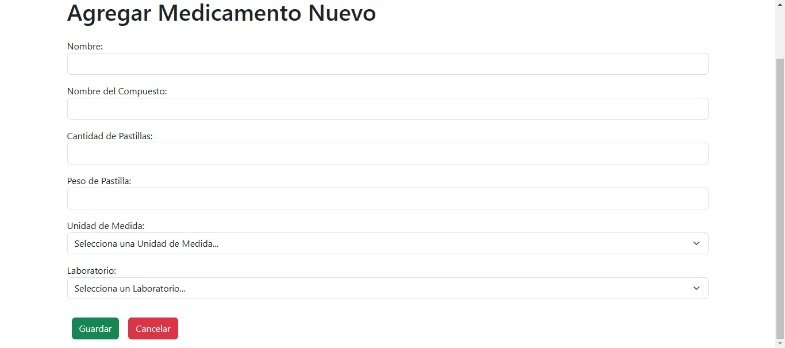 Agregar Medicamento Nuevo
Nombre:
Nombre del Compuesto:
Cantidad de Pastillas:
Peso de Pastilla:
Unidad de Medida:
Selecciona una Unidad de Medida...
Laboratorio:
Selecciona un Laboratorio...
Guardar Cancelar